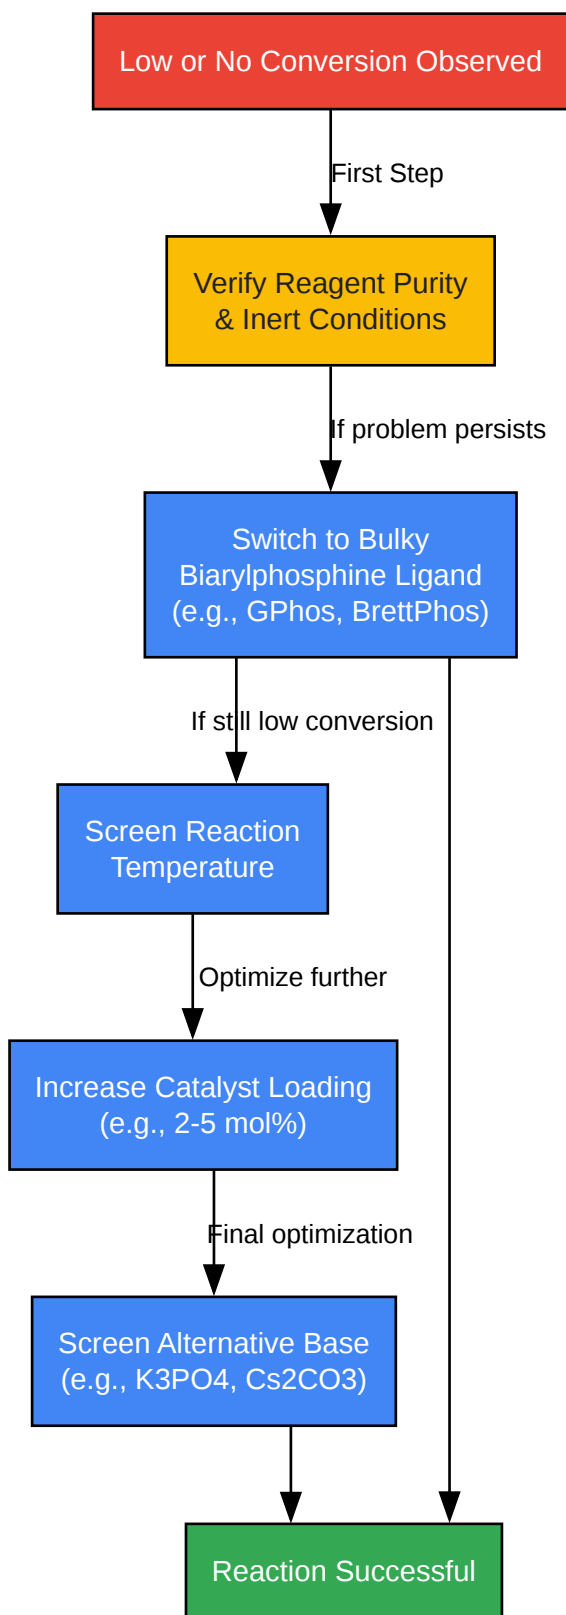 Low or No Conversion Observed
First Step
Verify Reagent Purity
& Inert Conditions
If problem persists
Switch to Bulky
Biarylphosphine Ligand
(e.g., GPhos, BrettPhos)
If still low conversion
Screen Reaction
Temperature
Optimize further
Increase Catalyst Loading
(e.g., 2-5 mol%)
Final optimization
Screen Alternative Base
(e.g., K3PO4, Cs2CO3)
Reaction Successful